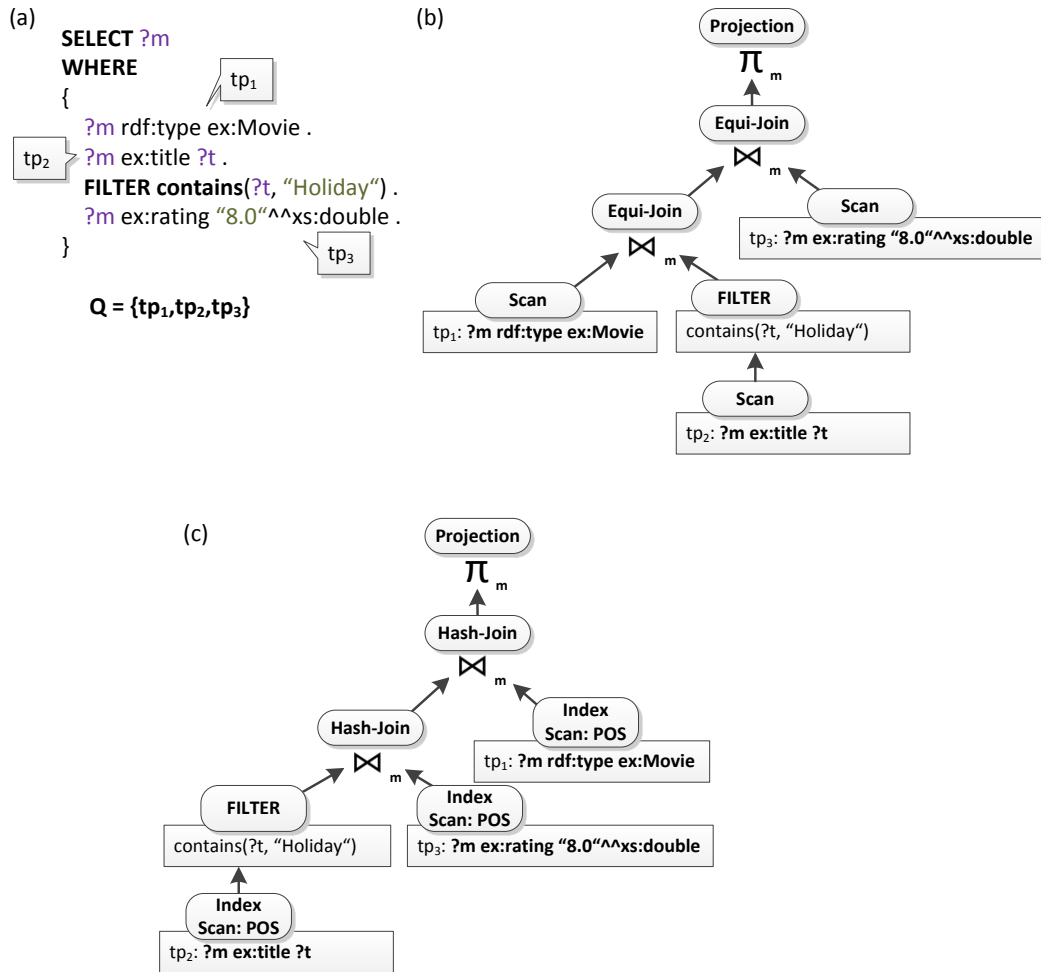 (a)
SELECT ?m
WHERE
{
tp₁
?m rdf:type ex:Movie .
tp₂
?m ex:title ?t .
FILTER contains(?t, “Holiday“) .
?m ex:rating “8.0“^^xs:double .
}
tp₃
Q = {tp₁,tp₂,tp₃}
(b)
Projection
π m
Equi-Join
⋈ m
Equi-Join
⋈ m
Scan
tp₃: ?m ex:rating “8.0“^^xs:double
Scan
tp₁: ?m rdf:type ex:Movie
FILTER
contains(?t, “Holiday“)
Scan
tp₂: ?m ex:title ?t
(c)
Projection
π m
Hash-Join
⋈ m
Hash-Join
⋈ m
Index
Scan: POS
tp₁: ?m rdf:type ex:Movie
FILTER
contains(?t, “Holiday“)
Index
Scan: POS
tp₃: ?m ex:rating “8.0“^^xs:double
Index
Scan: POS
tp₂: ?m ex:title ?t